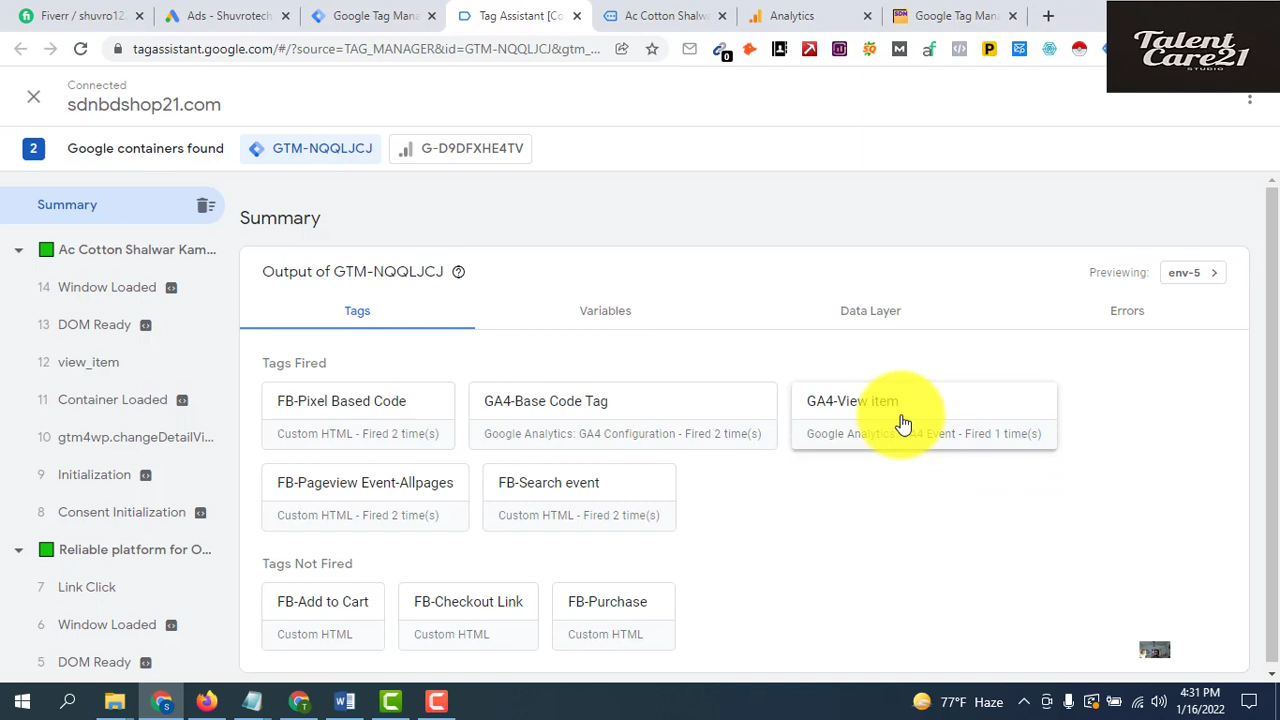 Fiverr / shuvro12
Ads - Shuvrotech
Google Tag Mana
Tag Assistant [Co
AcCotton Shalwa
Analytics
Google Tag Mana
tagassistant.google.com/#/?source=TAG_MANAGER&id=GTM-NQQLJCJ&gtm_...
0
Talent
Care21
STUDIO
Connected
sdnbdshop21.com
2
Google containers found
GTM-NQQLJCJ
G-D9DFXHE4TV
Summary
Ac Cotton Shalwar Kam...
14 Window Loaded
13 DOM Ready
12 view_item
11 Container Loaded
10 gtm4wp.changeDetailVi...
9 Initialization
8 Consent Initialization
Reliable platform for O...
7 Link Click
6 Window Loaded
5 DOM Ready
Summary
Output of GTM-NQQLJCJ
Previewing: env-5
Tags
Variables
Data Layer
Errors
Tags Fired
FB-Pixel Based Code
Custom HTML - Fired 2 time(s)
GA4-Base Code Tag
Google Analytics: GA4 Configuration - Fired 2 time(s)
GA4-View item
Google Analytics: GA4 Event - Fired 1 time(s)
FB-Pageview Event-Allpages
Custom HTML - Fired 2 time(s)
FB-Search event
Custom HTML - Fired 2 time(s)
Tags Not Fired
FB-Add to Cart
Custom HTML
FB-Checkout Link
Custom HTML
FB-Purchase
Custom HTML
77°F Haze
4:31 PM
1/16/2022